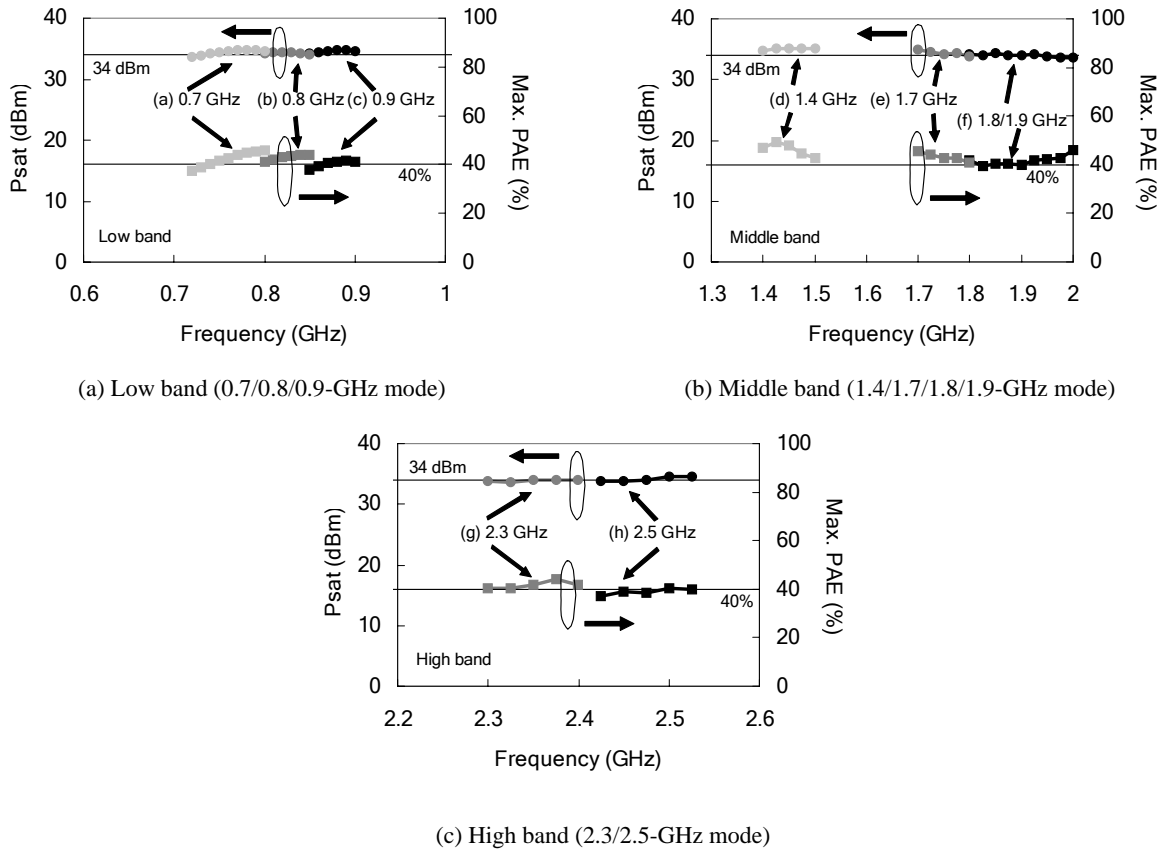 40
30
20
10
0
Psat (dBm)
34 dBm
(a) 0.7 GHz
(b) 0.8 GHz
(c) 0.9 GHz
40%
Low band
100
80
60
40
20
0
Max. PAE (%)
0.6 0.7 0.8 0.9 1
Frequency (GHz)
(a) Low band (0.7/0.8/0.9-GHz mode)
40
30
20
10
0
Psat (dBm)
34 dBm
(d) 1.4 GHz
(e) 1.7 GHz
(f) 1.8/1.9 GHz
40%
Middle band
100
80
60
40
20
0
Max. PAE (%)
1.3 1.4 1.5 1.6 1.7 1.8 1.9 2
Frequency (GHz)
(b) Middle band (1.4/1.7/1.8/1.9-GHz mode)
40
30
20
10
0
Psat (dBm)
34 dBm
(g) 2.3 GHz
(h) 2.5 GHz
40%
High band
100
80
60
40
20
0
Max. PAE (%)
2.2 2.3 2.4 2.5 2.6
Frequency (GHz)
(c) High band (2.3/2.5-GHz mode)